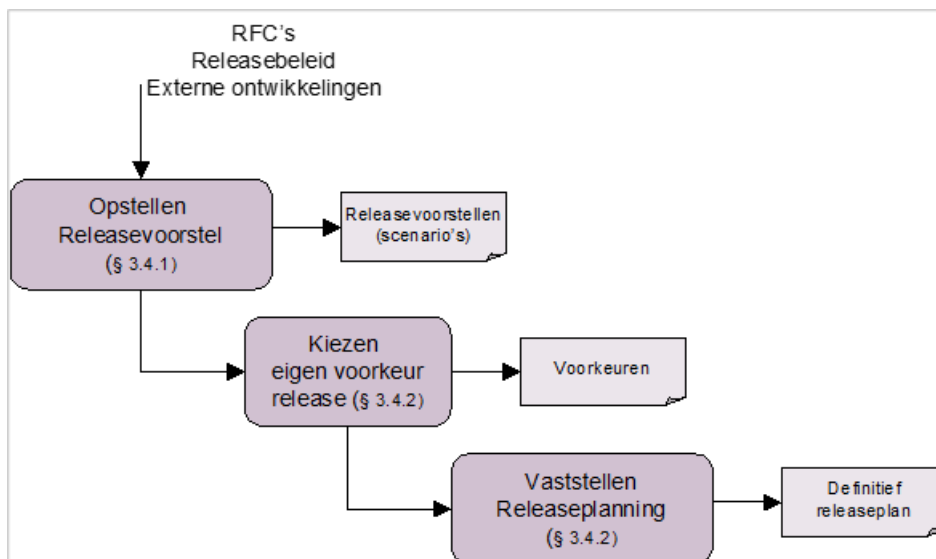 RFC's
Releasebeleid
Externe ontwikkelingen
Opstellen
Releasevoorstel
(§ 3.4.1)
Releasevoorstellen
(scenario's)
Kiezen
eigen voorkeur
release (§ 3.4.2)
Voorkeuren
Vaststellen
Releaseplanning
(§ 3.4.2)
Definitief
releaseplan